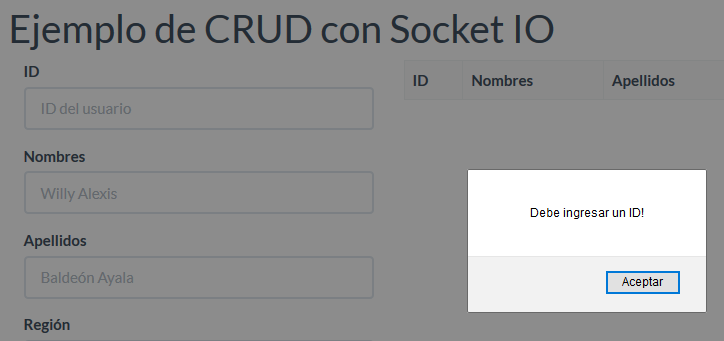 Ejemplo de CRUD con Socket IO
ID
ID del usuario
Nombres
Willy Alexis
Apellidos
Baldeón Ayala
Región
ID Nombres Apellidos
Debe ingresar un ID!
Aceptar